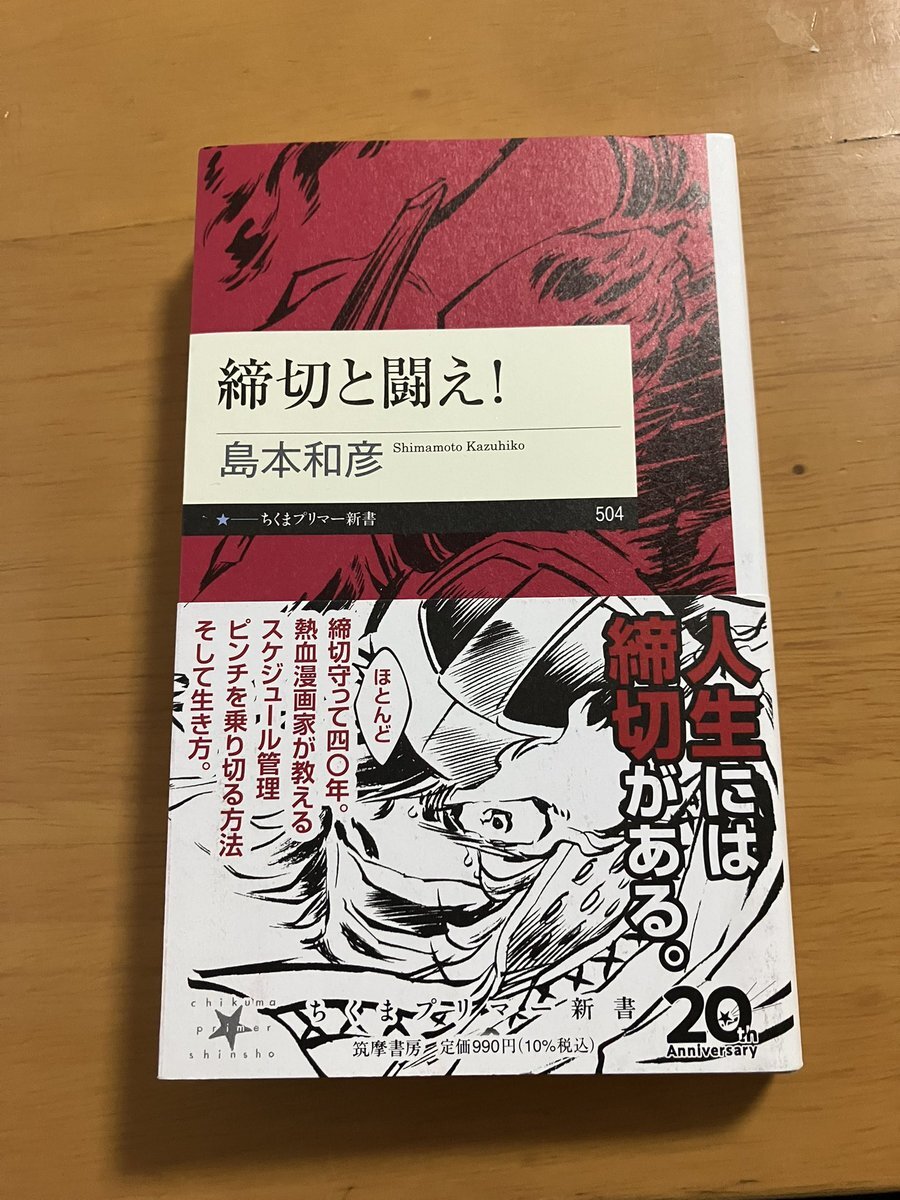 締切と闘え!
島本和彦 Shimamoto Kazuhiko
★──ちくまプリマー新書 504
人生には
締切がある。
ほとんど
締切守って四〇年。
熱血漫画家が教える
スケジュール管理
ピンチを乗り切る方法
そして生き方。
chikuma
primer
shinsho
ちくまプリマー新書
筑摩書房 定価990円(10%税込)
20th
Anniversary